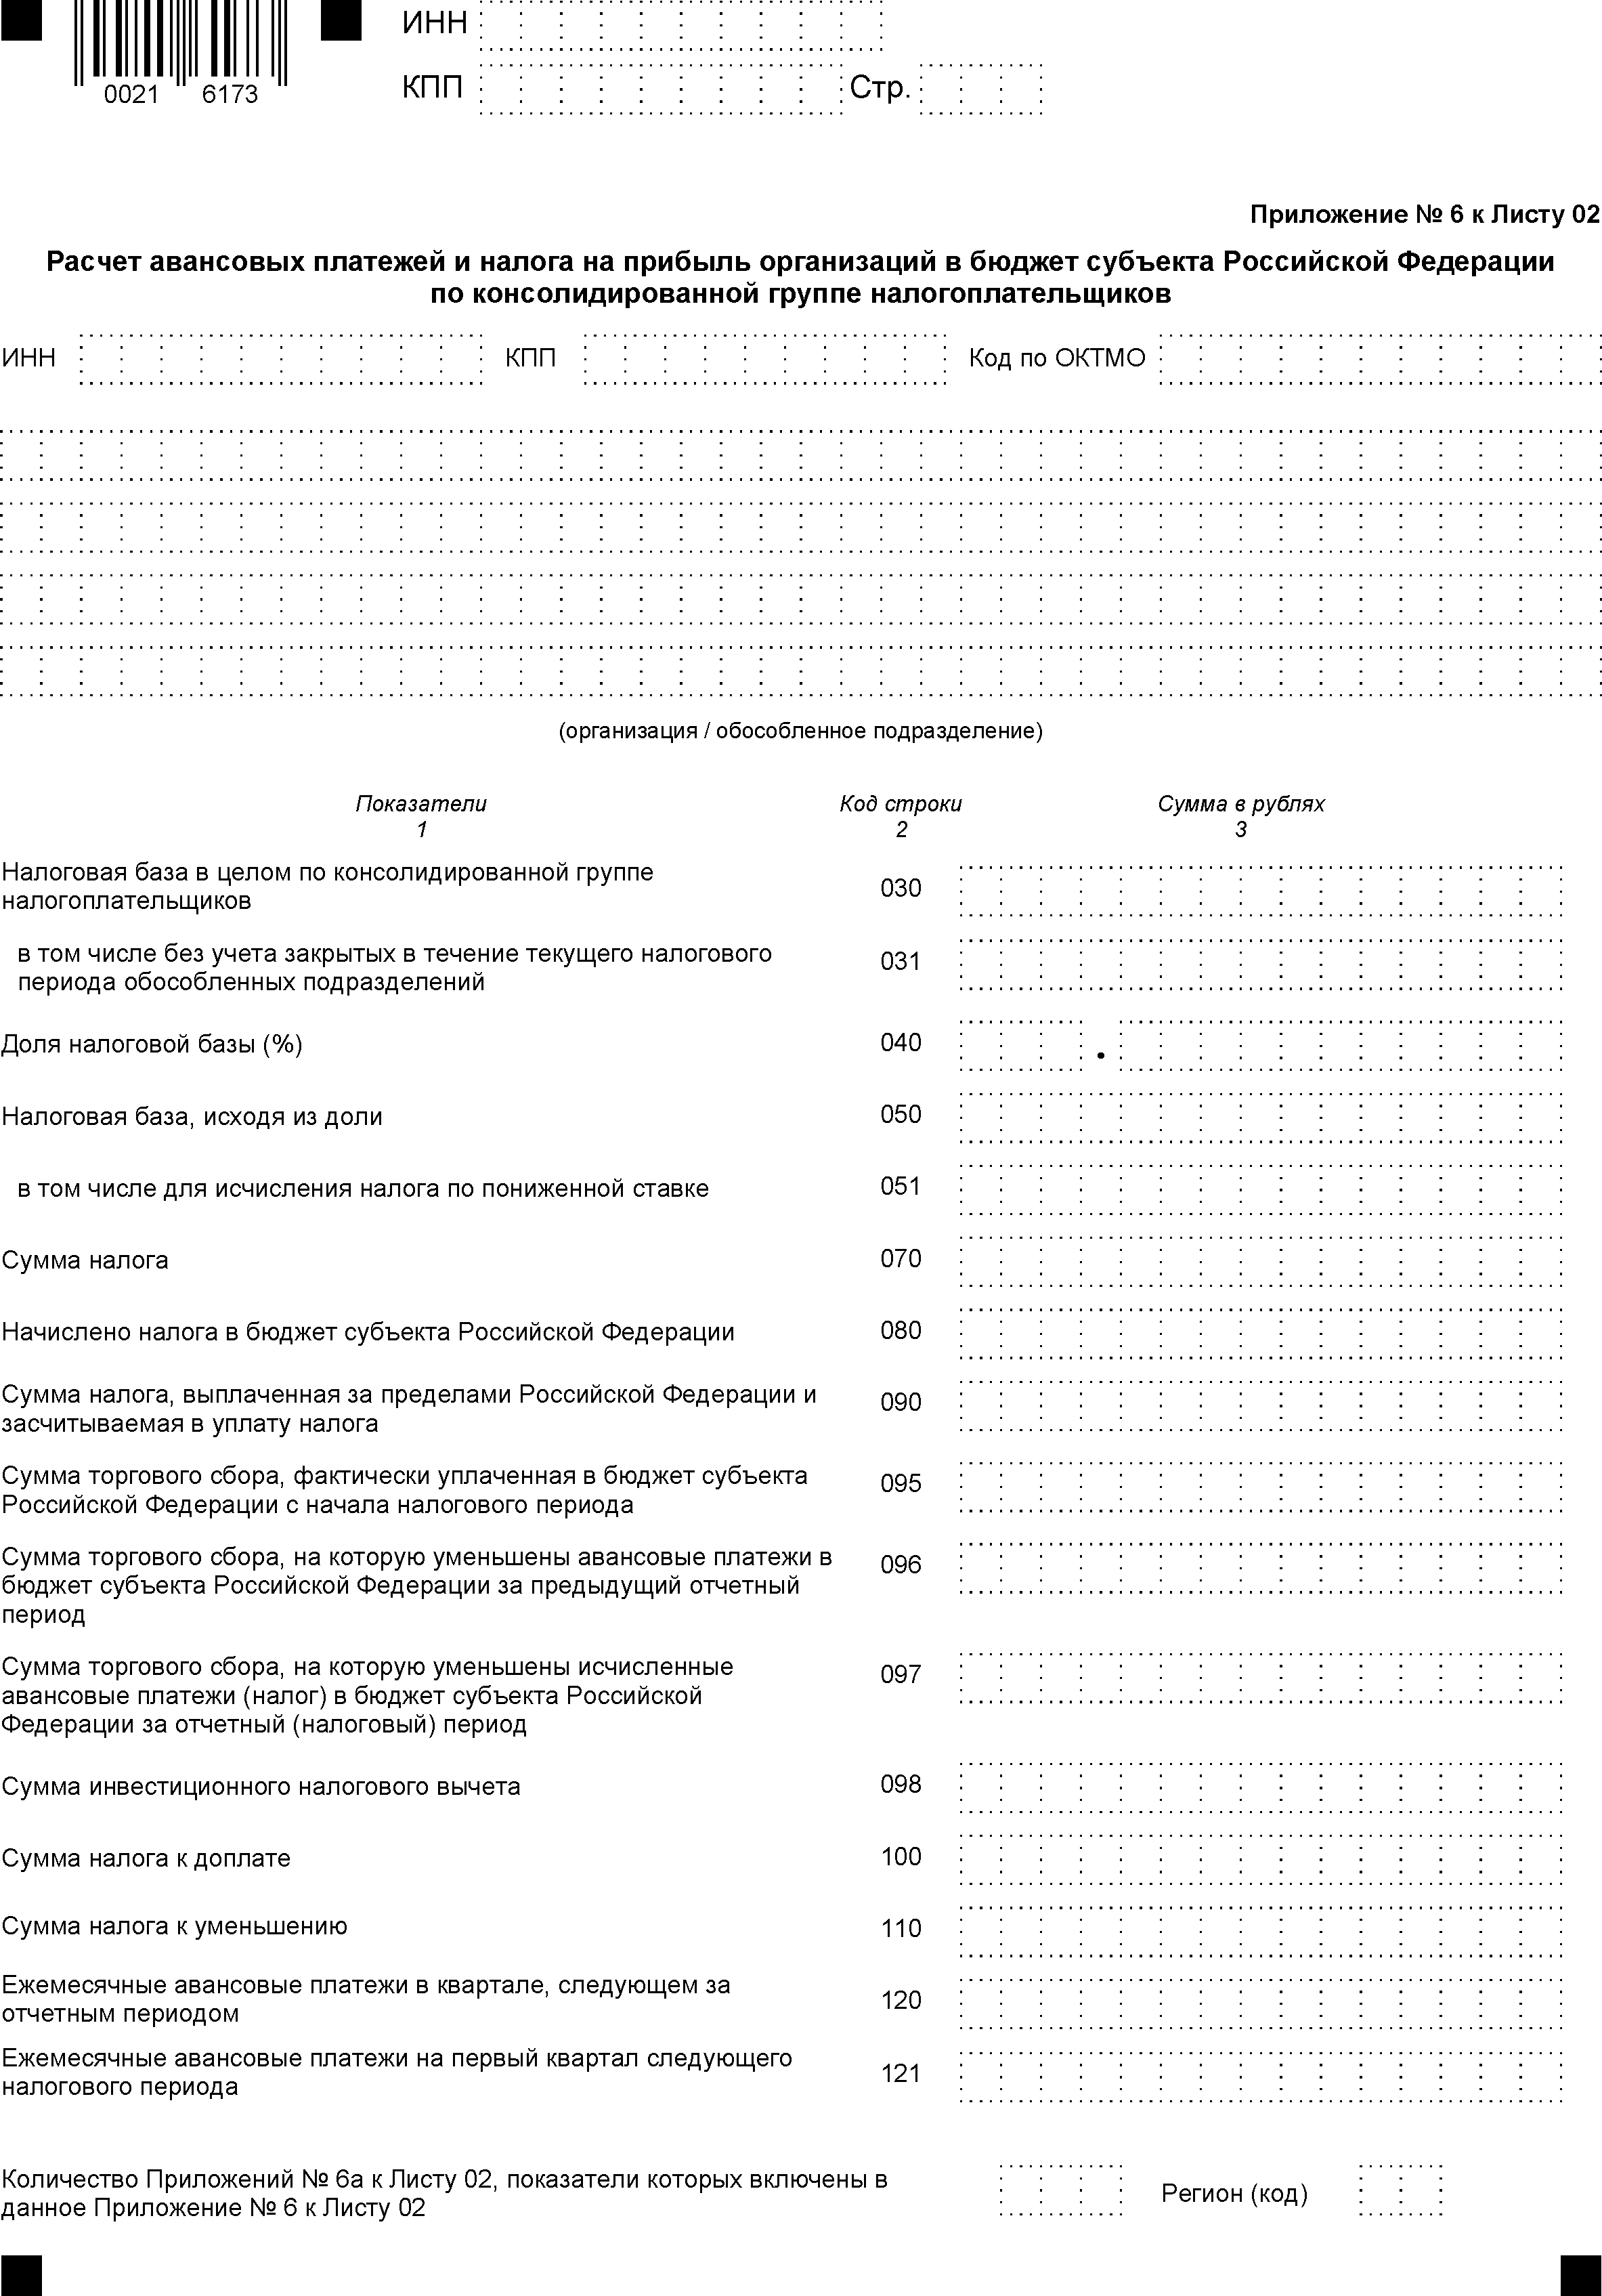 ИНН
0021 6173
КПП Стр.
Приложение № 6 к Листу 02
Расчет авансовых платежей и налога на прибыль организаций в бюджет субъекта Российской Федерации
по консолидированной группе налогоплательщиков
ИНН КПП Код по ОКТМО
(организация / обособленное подразделение)
Показатели Код строки Сумма в рублях
1 2 3
Налоговая база в целом по консолидированной группе
налогоплательщиков
030
в том числе без учета закрытых в течение текущего налогового
периода обособленных подразделений
031
Доля налоговой базы (%) 040 .
Налоговая база, исходя из доли 050
в том числе для исчисления налога по пониженной ставке 051
Сумма налога 070
Начислено налога в бюджет субъекта Российской Федерации 080
Сумма налога, выплаченная за пределами Российской Федерации и
засчитываемая в уплату налога
090
Сумма торгового сбора, фактически уплаченная в бюджет субъекта
Российской Федерации с начала налогового периода
095
Сумма торгового сбора, на которую уменьшены авансовые платежи в
бюджет субъекта Российской Федерации за предыдущий отчетный
период
096
Сумма торгового сбора, на которую уменьшены исчисленные
авансовые платежи (налог) в бюджет субъекта Российской
Федерации за отчетный (налоговый) период
097
Сумма инвестиционного налогового вычета 098
Сумма налога к доплате 100
Сумма налога к уменьшению 110
Ежемесячные авансовые платежи в квартале, следующем за
отчетным периодом
120
Ежемесячные авансовые платежи на первый квартал следующего
налогового периода
121
Количество Приложений № 6а к Листу 02, показатели которых включены в
данное Приложение № 6 к Листу 02
Регион (код)